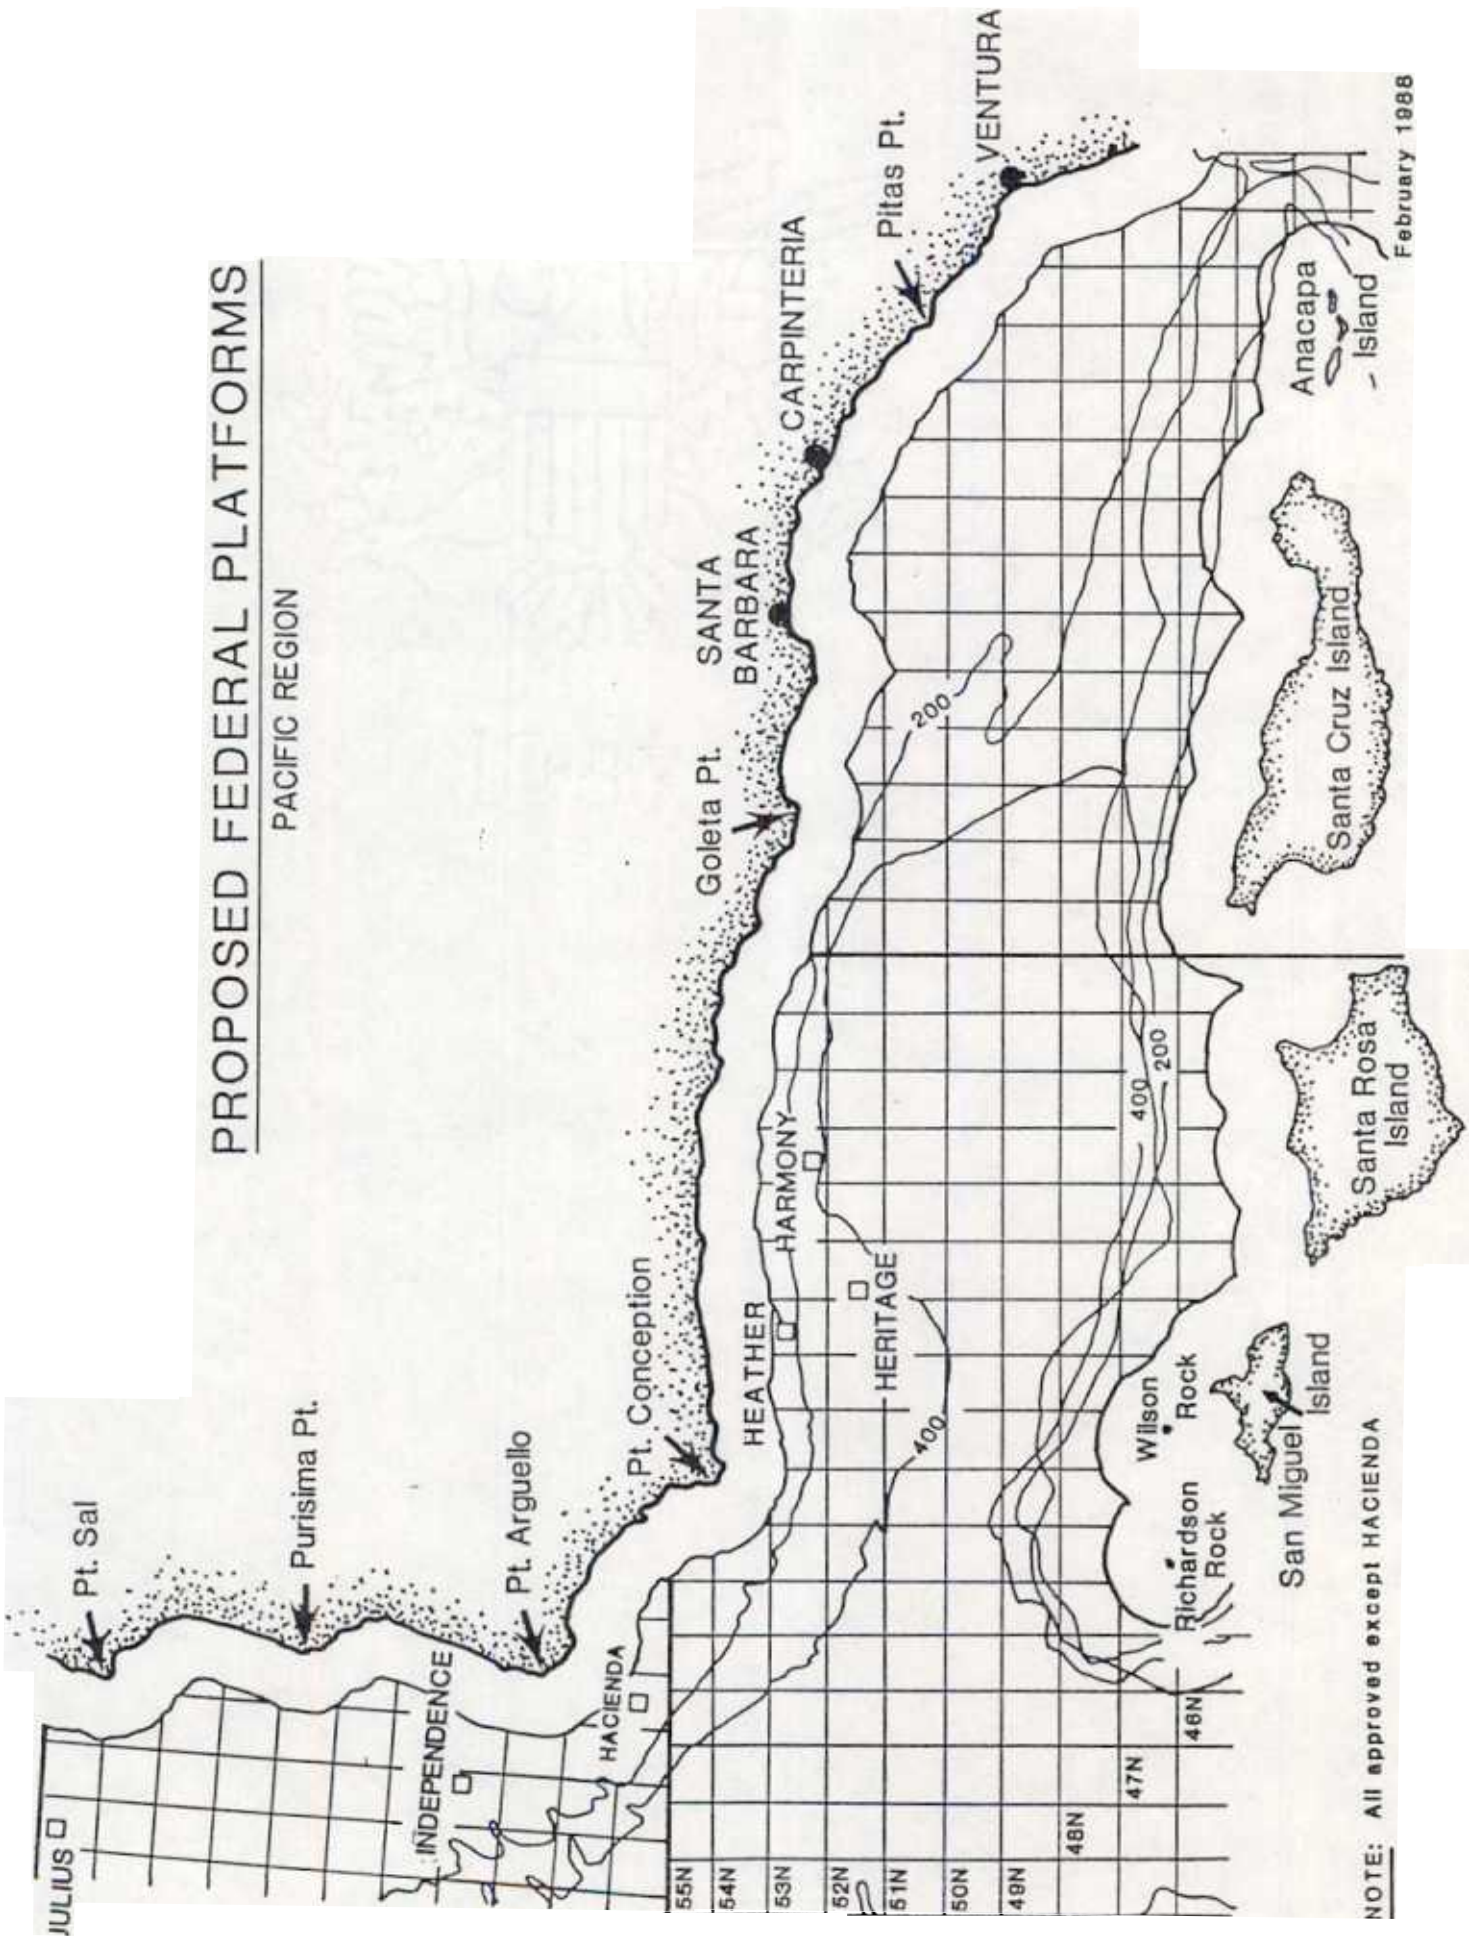 PROPOSED FEDERAL PLATFORMS
PACIFIC REGION
Pt. Sal
Purisima Pt.
Pt. Arguello
Pt. Conception
Goleta Pt.
SANTA
BARBARA
CARPINTERIA
Pitas Pt.
VENTURA
JULIUS
INDEPENDENCE
HACIENDA
HEATHER
HARMONY
HERITAGE
200
400
400
200
55N
54N
53N
52N
51N
50N
49N
48N
47N
46N
Richardson
Rock
Wilson
Rock
San Miguel
Island
Santa Rosa
Island
Santa Cruz Island
Anacapa
Island
NOTE: All approved except HACIENDA
February 1988